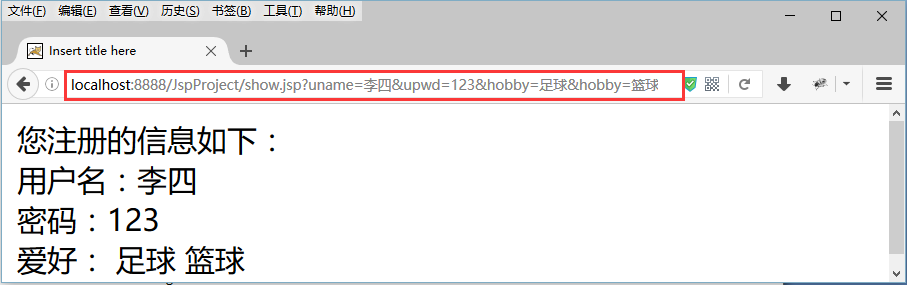 文件(F) 编辑(E) 查看(V) 历史(S) 书签(B) 工具(T) 帮助(H)
Insert title here
localhost:8888/JspProject/show.jsp?uname=李四&upwd=123&hobby=足球&hobby=篮球
您注册的信息如下：
用户名：李四
密码：123
爱好： 足球 篮球